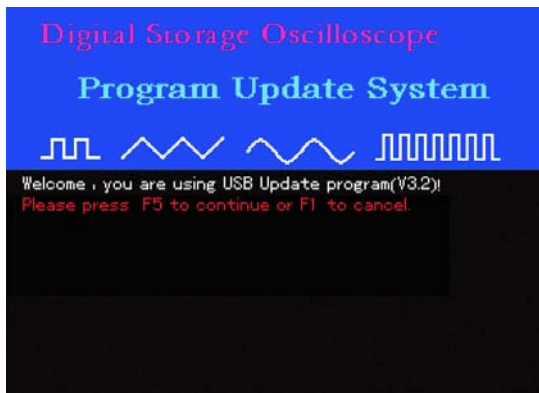 Digital Storage Oscilloscope
Program Update System
Welcome , you are using USB Update program(V3.2)!
Please press F5 to continue or F1 to cancel.